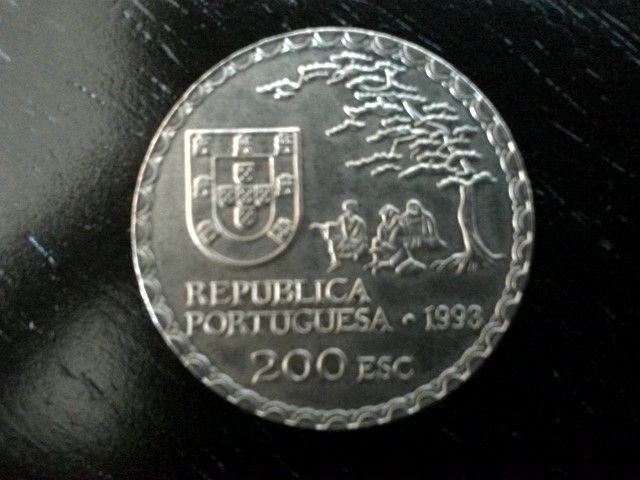 REPUBLICA
PORTUGUESA · 1993
200 ESC